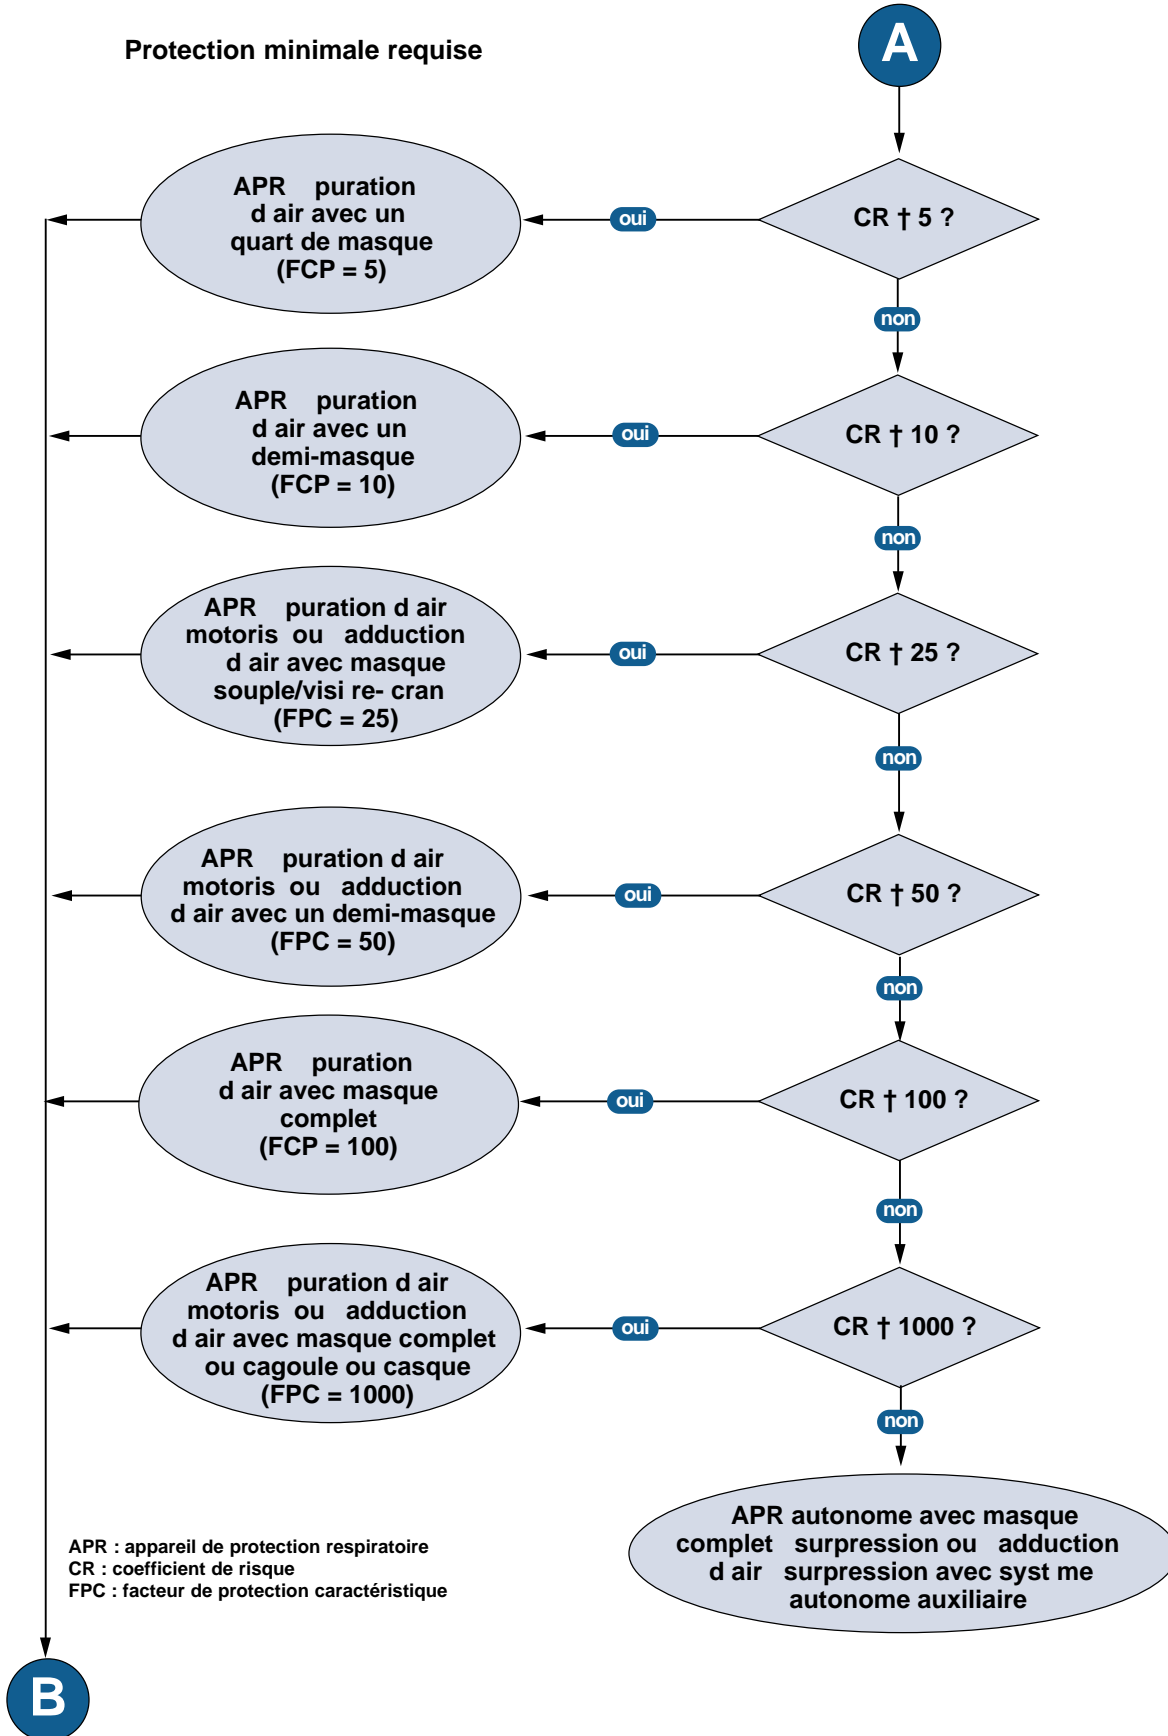 A
Protection minimale requise
APR puration
d air avec un
quart de masque
(FCP = 5)
oui
CR † 5 ?
non
APR puration
d air avec un
demi-masque
(FCP = 10)
oui
CR † 10 ?
non
APR puration d air
motoris ou adduction
d air avec masque
souple/visi re- cran
(FPC = 25)
oui
CR † 25 ?
non
APR puration d air
motoris ou adduction
d air avec un demi-masque
(FPC = 50)
oui
CR † 50 ?
non
APR puration
d air avec masque
complet
(FCP = 100)
oui
CR † 100 ?
non
APR puration d air
motoris ou adduction
d air avec masque complet
ou cagoule ou casque
(FPC = 1000)
oui
CR † 1000 ?
non
APR autonome avec masque
complet surpression ou adduction
d air surpression avec syst me
autonome auxiliaire
APR : appareil de protection respiratoire
CR : coefficient de risque
FPC : facteur de protection caractéristique
B